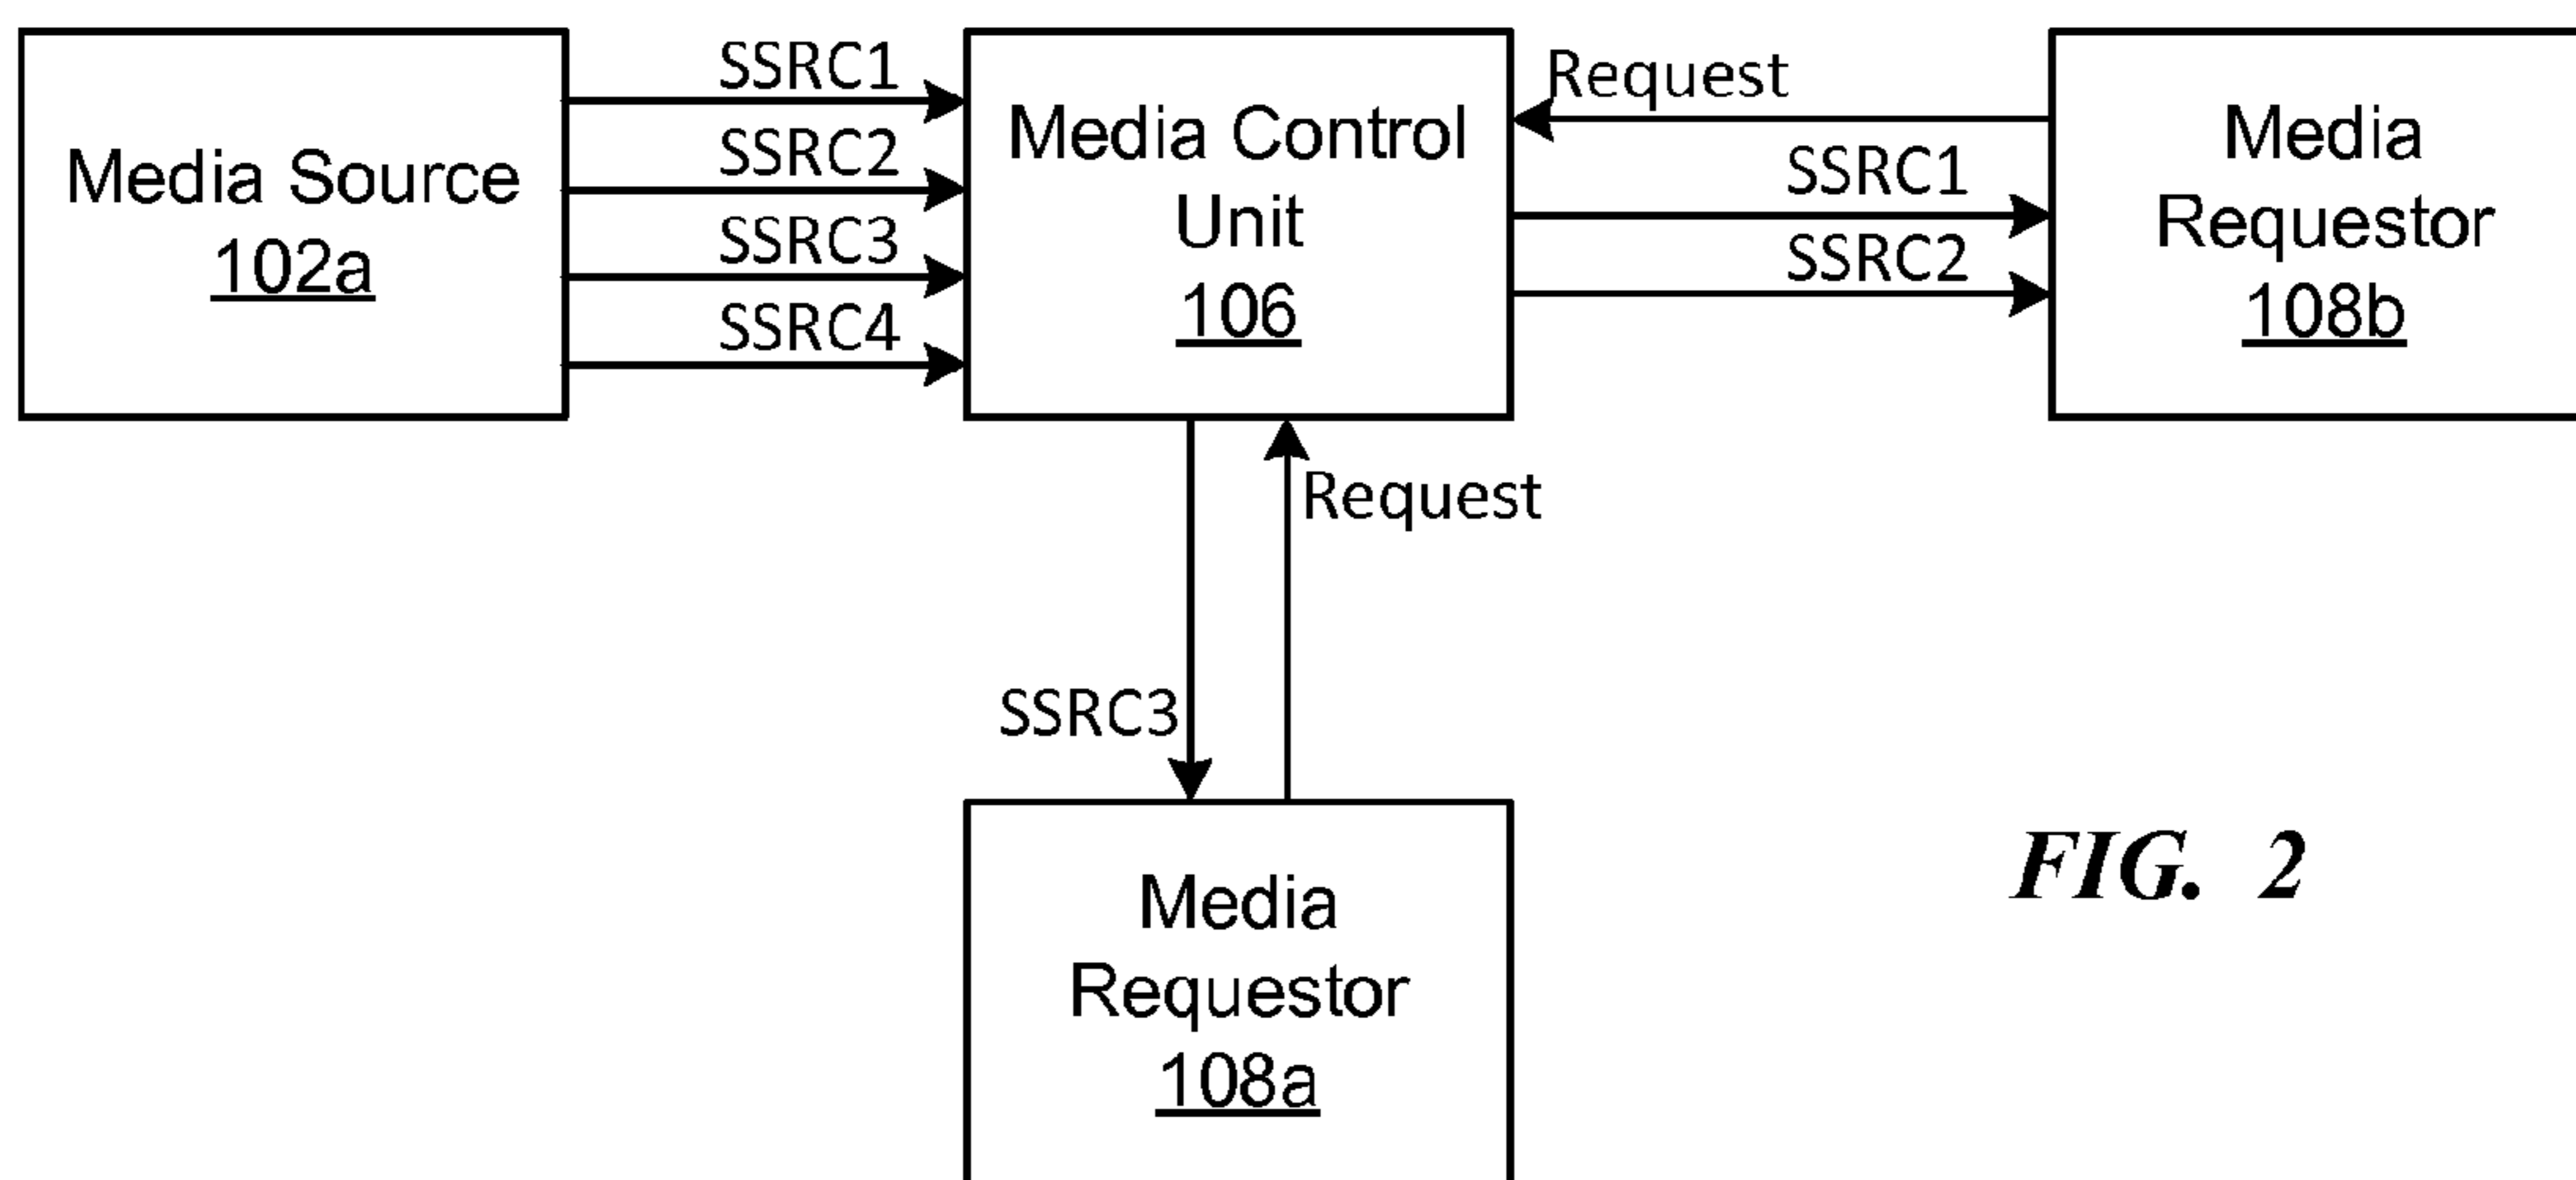 Media Source
102a
SSRC1
SSRC2
SSRC3
SSRC4
Media Control
Unit
106
Request
SSRC1
SSRC2
Media
Requestor
108b
SSRC3
Request
Media
Requestor
108a
FIG. 2